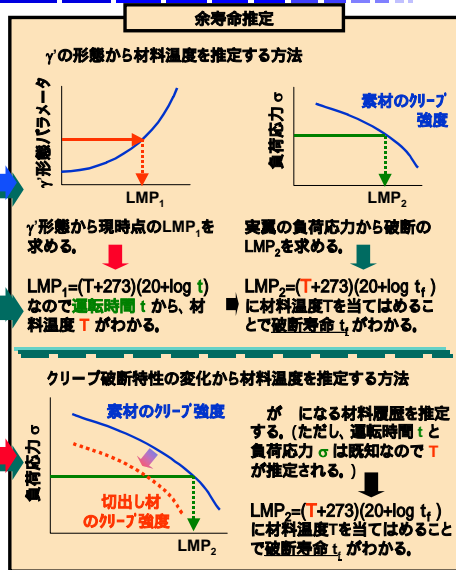 余寿命推定
γ'の形態から材料温度を推定する方法
γ'形態パラメータ
LMP1
負荷応力 σ
素材のクリープ
強度
LMP2
γ'形態から現時点のLMP1を
求める。
LMP1=(T+273)(20+log t)
なので運転時間 t から、材
料温度 T がわかる。
実翼の負荷応力から破断の
LMP2を求める。
LMP2=(T+273)(20+log tf )
に材料温度Tを当てはめるこ
とで破断寿命 tf がわかる。
クリープ破断特性の変化から材料温度を推定する方法
負荷応力 σ
素材のクリープ強度
切出し材
のクリープ強度
LMP2
が になる材料履歴を推定
する。(ただし、運転時間 t と
負荷応力 σ は既知なので T
が推定される。)
LMP2=(T+273)(20+log tf )
に材料温度Tを当てはめること
で破断寿命 tf がわかる。